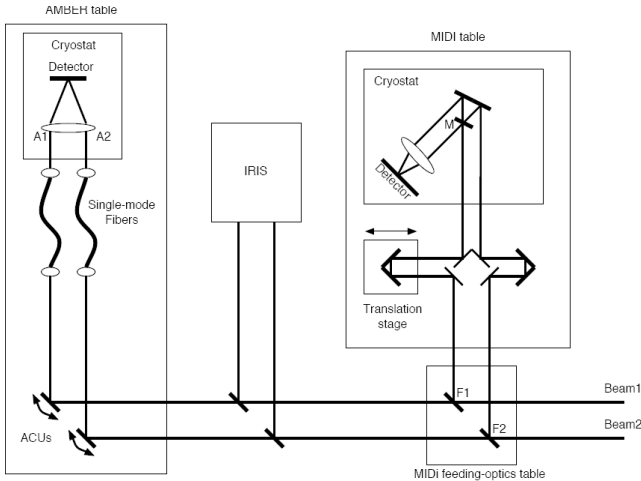 AMBER table
Cryostat
Detector
A1
A2
Single-mode
Fibers
ACUs
IRIS
MIDI table
Cryostat
M
Detector
Translation
stage
F1
F2
Beam1
Beam2
MIDi feeding-optics table